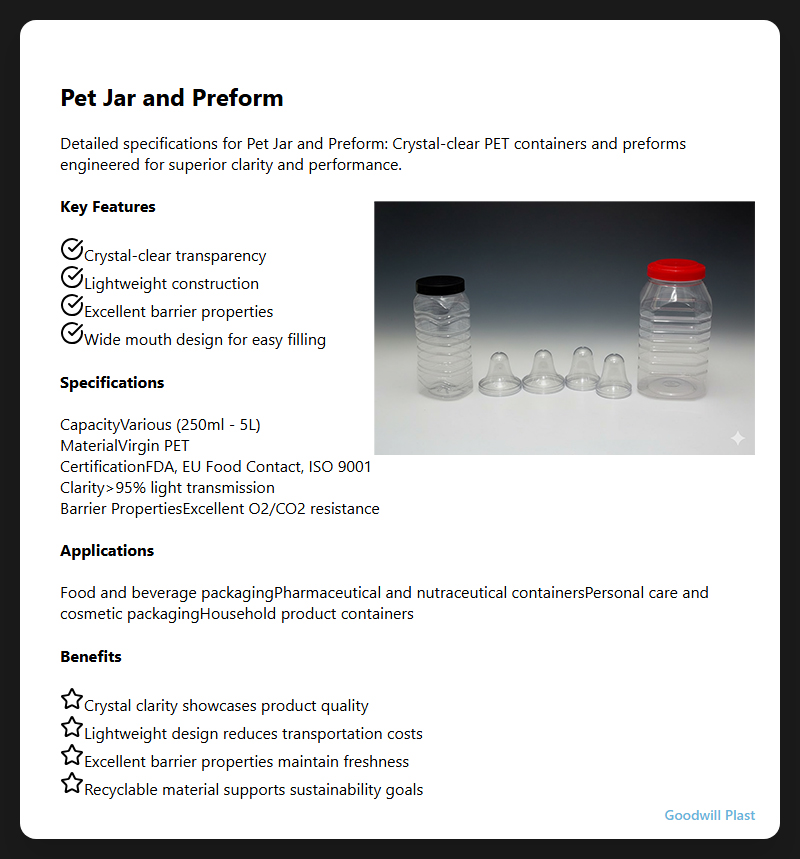 Pet Jar and Preform
Detailed specifications for Pet Jar and Preform: Crystal-clear PET containers and preforms
engineered for superior clarity and performance.
Key Features
Crystal-clear transparency
Lightweight construction
Excellent barrier properties
Wide mouth design for easy filling
Specifications
CapacityVarious (250ml - 5L)
MaterialVirgin PET
CertificationFDA, EU Food Contact, ISO 9001
Clarity>95% light transmission
Barrier PropertiesExcellent O2/CO2 resistance
Applications
Food and beverage packagingPharmaceutical and nutraceutical containersPersonal care and
cosmetic packagingHousehold product containers
Benefits
Crystal clarity showcases product quality
Lightweight design reduces transportation costs
Excellent barrier properties maintain freshness
Recyclable material supports sustainability goals
Goodwill Plast